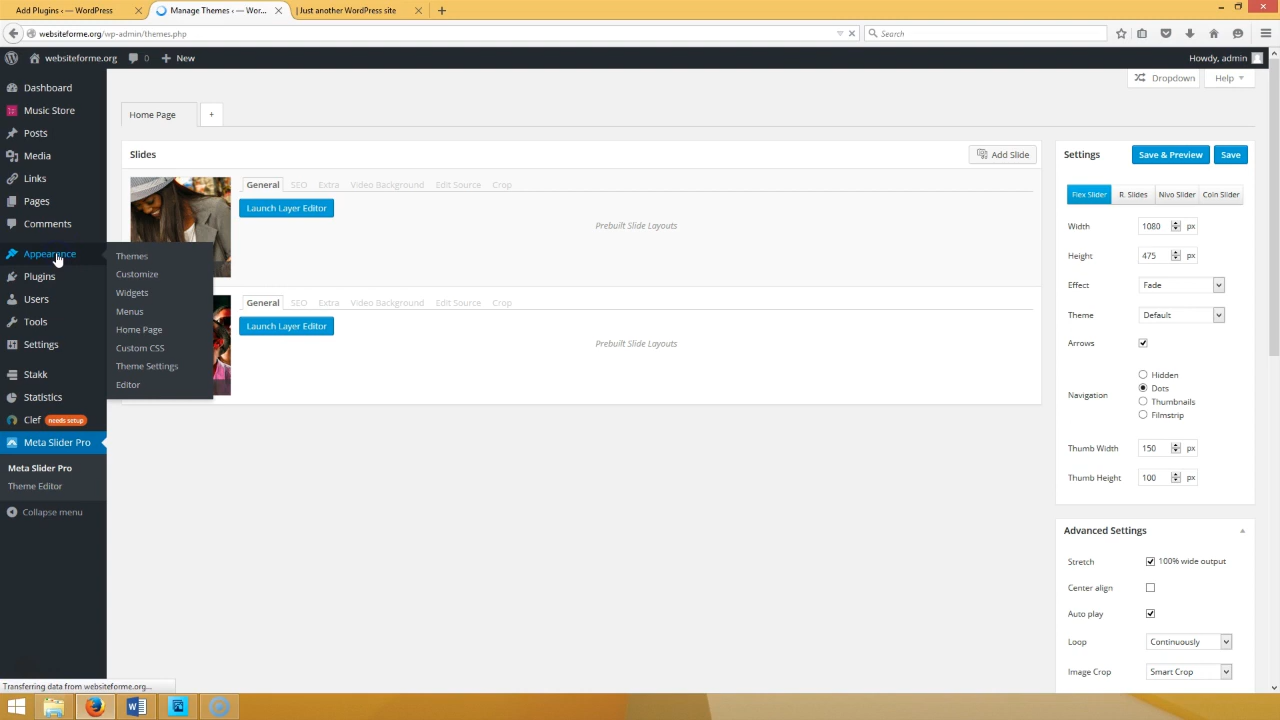 Add Plugins ‹ — WordPress
Manage Themes ‹ — Wor...
| Just another WordPress site
websiteforme.org/wp-admin/themes.php
Search
websiteforme.org
0
New
Howdy, admin
Dropdown
Help
Dashboard
Music Store
Posts
Media
Links
Pages
Comments
Appearance
Plugins
Users
Tools
Settings
Stakk
Statistics
Clef needs setup
Meta Slider Pro
Meta Slider Pro
Theme Editor
Collapse menu
Themes
Customize
Widgets
Menus
Home Page
Custom CSS
Theme Settings
Editor
Home Page
+
Slides
Add Slide
General SEO Extra Video Background Edit Source Crop
Launch Layer Editor
Prebuilt Slide Layouts
General SEO Extra Video Background Edit Source Crop
Launch Layer Editor
Prebuilt Slide Layouts
Settings
Save & Preview
Save
Flex Slider R. Slides Nivo Slider Coin Slider
Width 1080 px
Height 475 px
Effect Fade
Theme Default
Arrows
Navigation
Hidden
Dots
Thumbnails
Filmstrip
Thumb Width 150 px
Thumb Height 100 px
Advanced Settings
Stretch 100% wide output
Center align
Auto play
Loop Continuously
Image Crop Smart Crop
Transferring data from websiteforme.org...